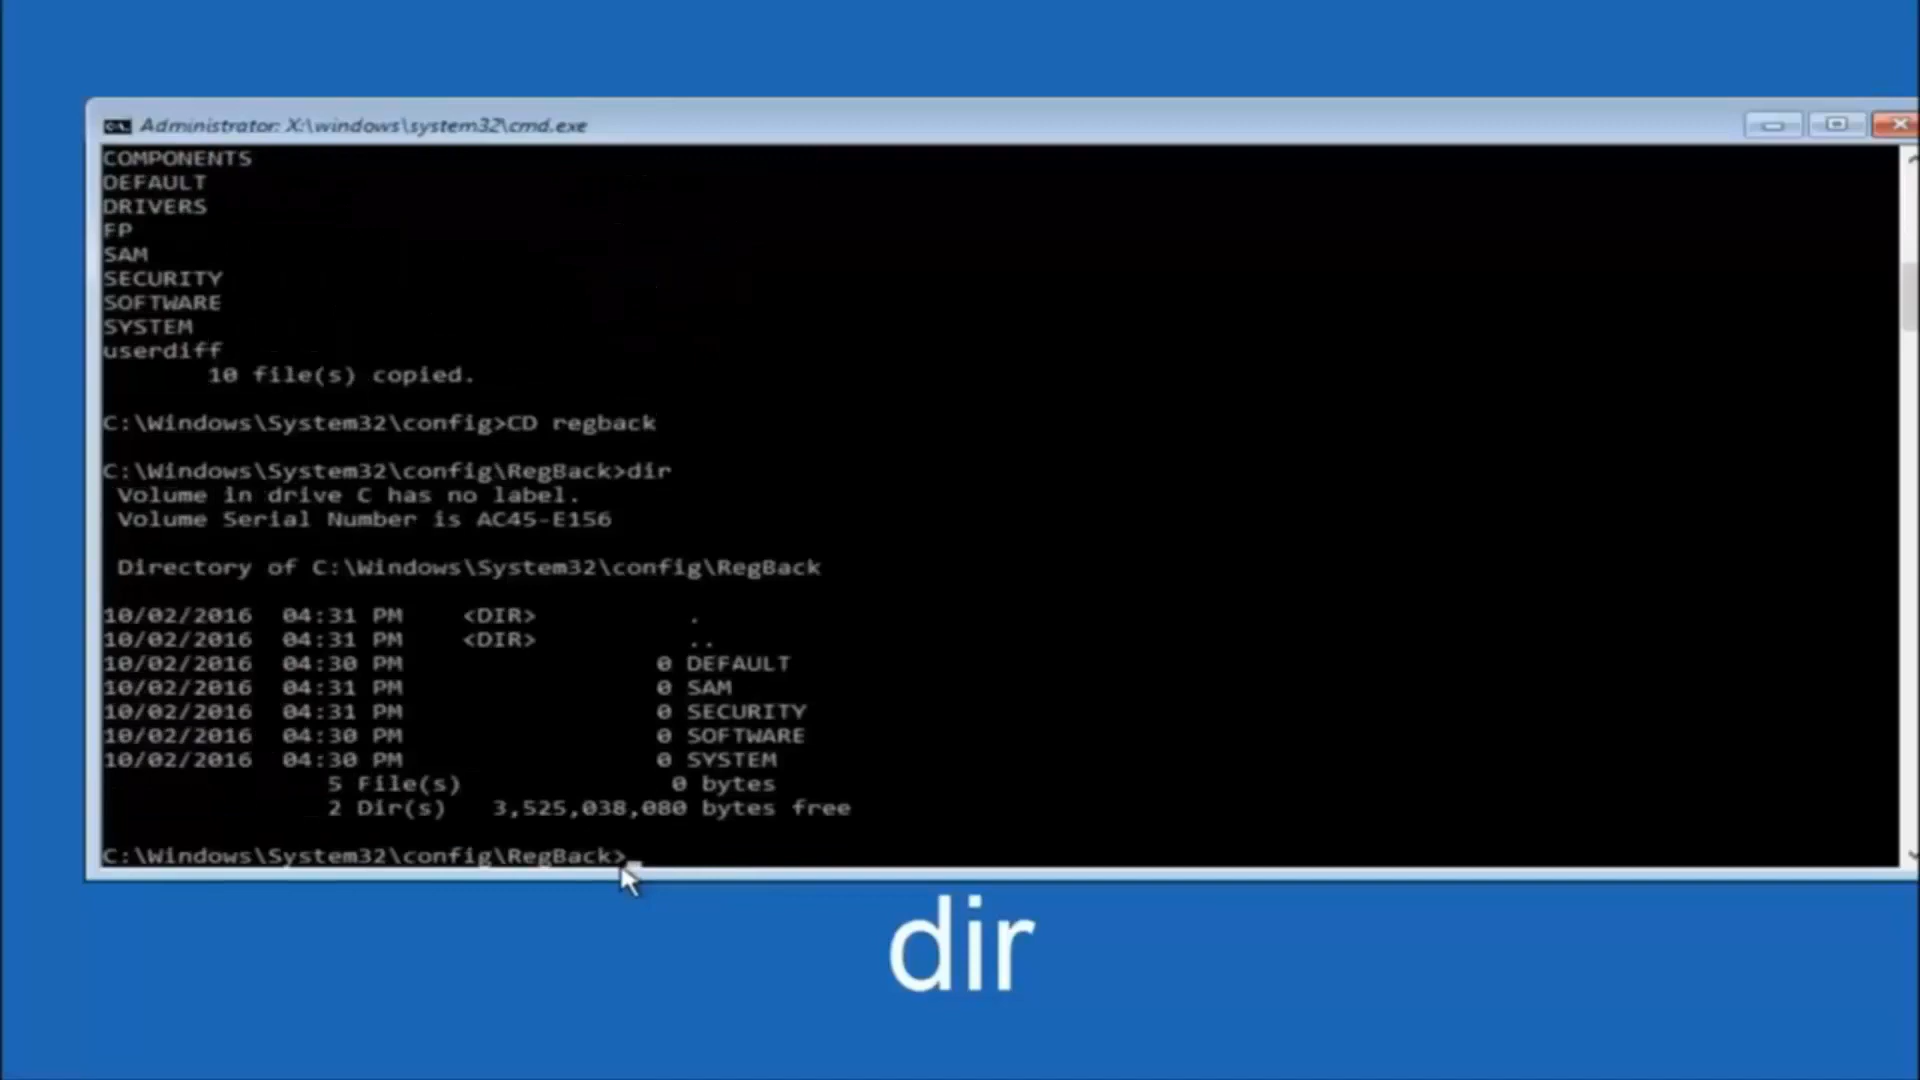 Administrator: X:\windows\system32\cmd.exe
COMPONENTS
DEFAULT
DRIVERS
FP
SAM
SECURITY
SOFTWARE
SYSTEM
userdiff
10 file(s) copied.
C:\Windows\System32\config>CD regback
C:\Windows\System32\config\RegBack>dir
Volume in drive C has no label.
Volume Serial Number is AC45-E156
Directory of C:\Windows\System32\config\RegBack
10/02/2016 04:31 PM <DIR> .
10/02/2016 04:31 PM <DIR> ..
10/02/2016 04:30 PM 0 DEFAULT
10/02/2016 04:31 PM 0 SAM
10/02/2016 04:31 PM 0 SECURITY
10/02/2016 04:30 PM 0 SOFTWARE
10/02/2016 04:30 PM 0 SYSTEM
5 File(s) 0 bytes
2 Dir(s) 3,525,038,080 bytes free
C:\Windows\System32\config\RegBack>
dir